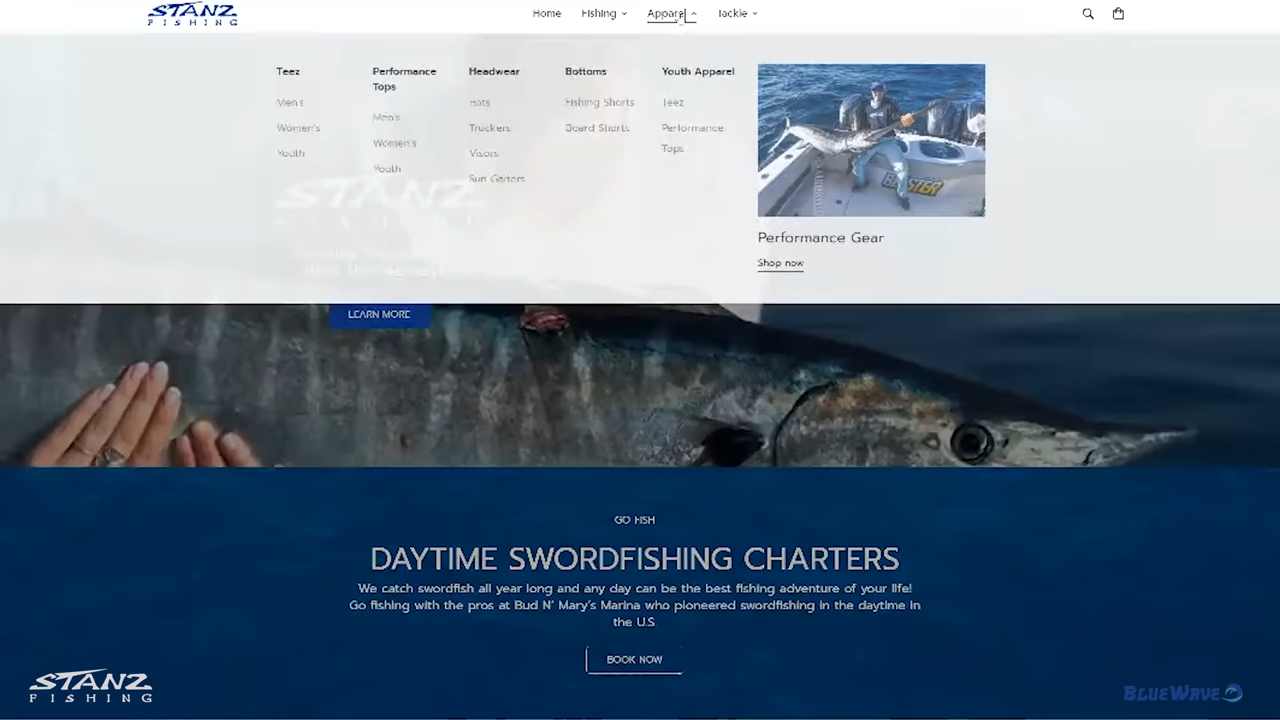 STANZ
FISHING
Home
Fishing
Apparel
Tackle
Teez
Men's
Women's
Youth
Performance
Tops
Men's
Women's
Youth
Headwear
Hats
Truckers
Visors
Sun Gaiters
Bottoms
Fishing Shorts
Board Shorts
Youth Apparel
Teez
Performance
Tops
Performance Gear
Shop now
STANZ
LEARN MORE
GO FISH
DAYTIME SWORDFISHING CHARTERS
We catch swordfish all year long and any day can be the best fishing adventure of your life!
Go fishing with the pros at Bud N' Mary's Marina who pioneered swordfishing in the daytime in
the U.S
BOOK NOW
STANZ
FISHING
BLUEWAVE